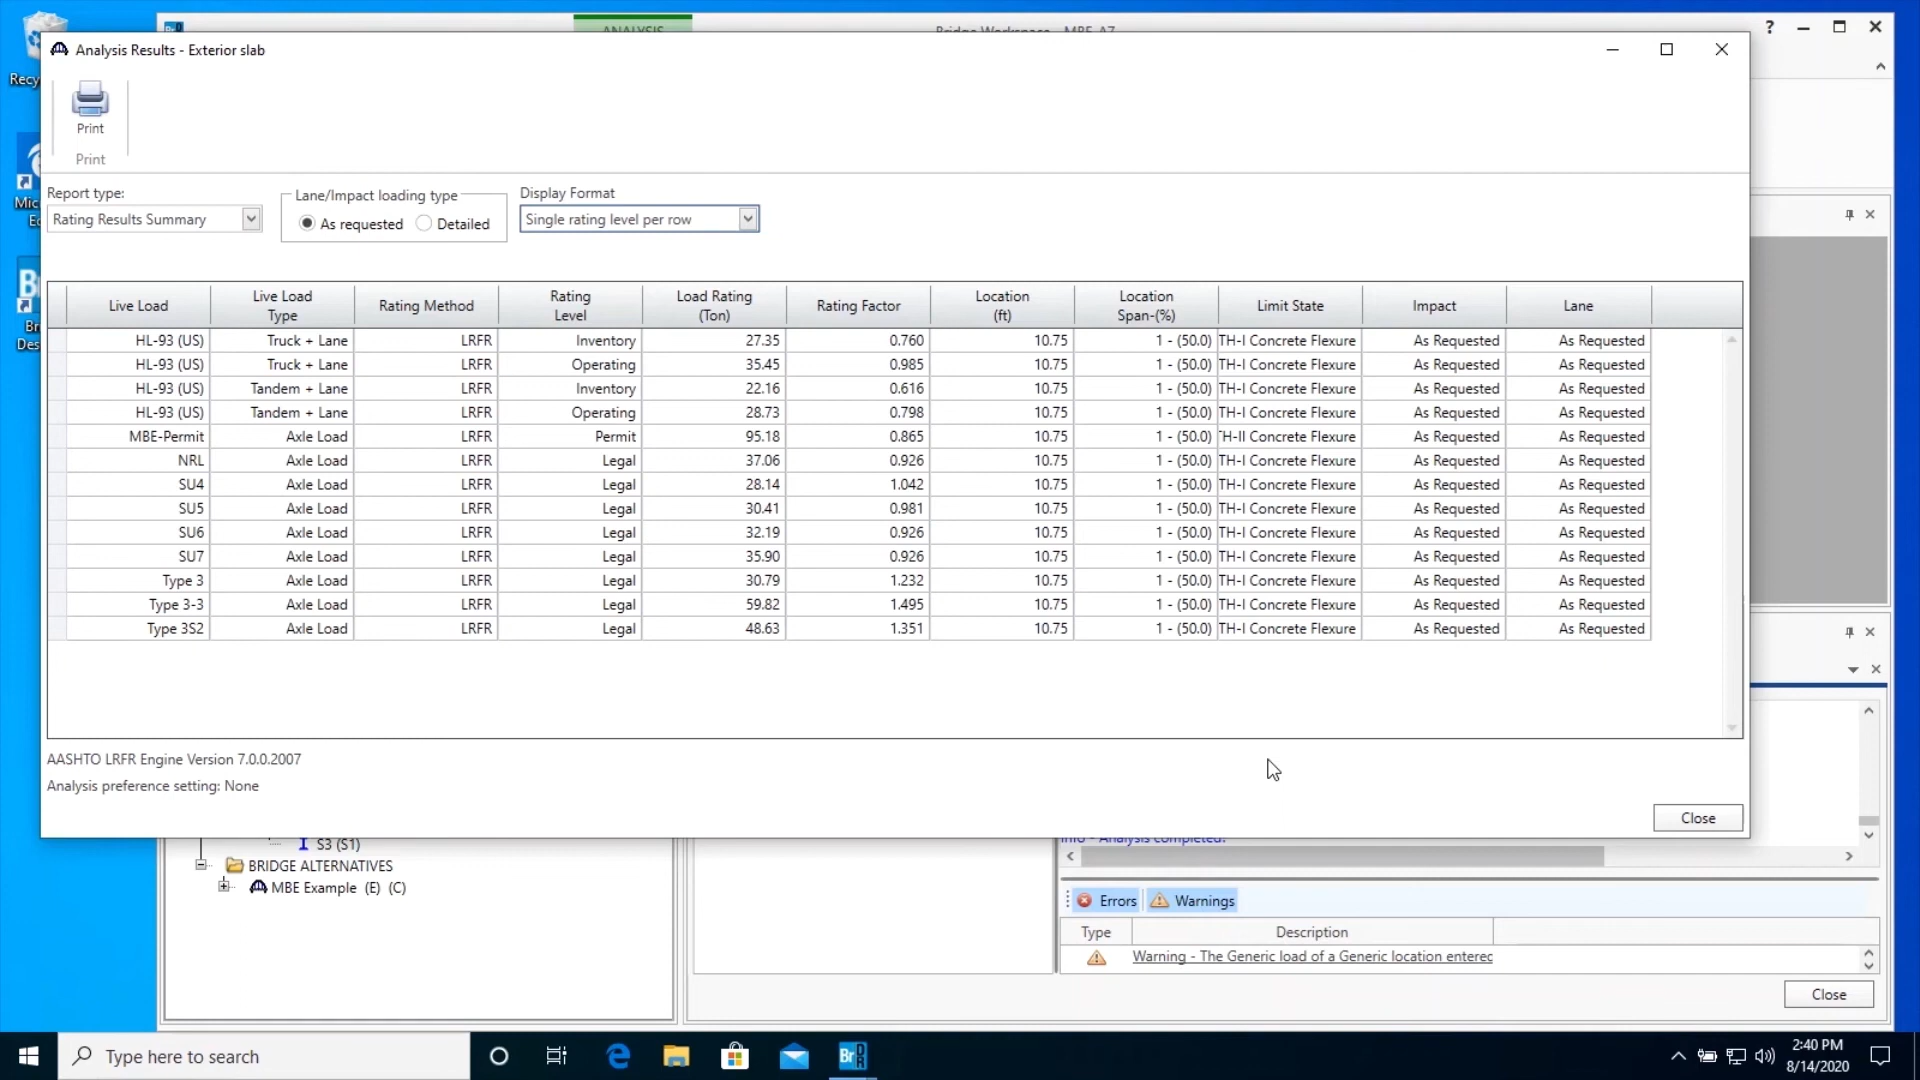 ANALYSIS
Bridge Workspace - MBE-A7
Analysis Results - Exterior slab
Print
Print
Report type:
Rating Results Summary
Lane/Impact loading type
As requested
Detailed
Display Format
Single rating level per row
Live Load Live Load Type Rating Method Rating Level Load Rating (Ton) Rating Factor Location (ft) Location Span-(%) Limit State Impact Lane
HL-93 (US) Truck + Lane LRFR Inventory 27.35 0.760 10.75 1 - (50.0) TH-I Concrete Flexure As Requested As Requested
HL-93 (US) Truck + Lane LRFR Operating 35.45 0.985 10.75 1 - (50.0) TH-I Concrete Flexure As Requested As Requested
HL-93 (US) Tandem + Lane LRFR Inventory 22.16 0.616 10.75 1 - (50.0) TH-I Concrete Flexure As Requested As Requested
HL-93 (US) Tandem + Lane LRFR Operating 28.73 0.798 10.75 1 - (50.0) TH-I Concrete Flexure As Requested As Requested
MBE-Permit Axle Load LRFR Permit 95.18 0.865 10.75 1 - (50.0) H-II Concrete Flexure As Requested As Requested
NRL Axle Load LRFR Legal 37.06 0.926 10.75 1 - (50.0) TH-I Concrete Flexure As Requested As Requested
SU4 Axle Load LRFR Legal 28.14 1.042 10.75 1 - (50.0) TH-I Concrete Flexure As Requested As Requested
SU5 Axle Load LRFR Legal 30.41 0.981 10.75 1 - (50.0) TH-I Concrete Flexure As Requested As Requested
SU6 Axle Load LRFR Legal 32.19 0.926 10.75 1 - (50.0) TH-I Concrete Flexure As Requested As Requested
SU7 Axle Load LRFR Legal 35.90 0.926 10.75 1 - (50.0) TH-I Concrete Flexure As Requested As Requested
Type 3 Axle Load LRFR Legal 30.79 1.232 10.75 1 - (50.0) TH-I Concrete Flexure As Requested As Requested
Type 3-3 Axle Load LRFR Legal 59.82 1.495 10.75 1 - (50.0) TH-I Concrete Flexure As Requested As Requested
Type 3S2 Axle Load LRFR Legal 48.63 1.351 10.75 1 - (50.0) TH-I Concrete Flexure As Requested As Requested
AASHTO LRFR Engine Version 7.0.0.2007
Analysis preference setting: None
Close
Recy
Mic
Ec
Br
Des
S3 (S1)
BRIDGE ALTERNATIVES
MBE Example (E) (C)
Info - Analysis completed.
Errors
Warnings
Type Description
Warning - The Generic load of a Generic location entered
Close
Type here to search
2:40 PM
8/14/2020